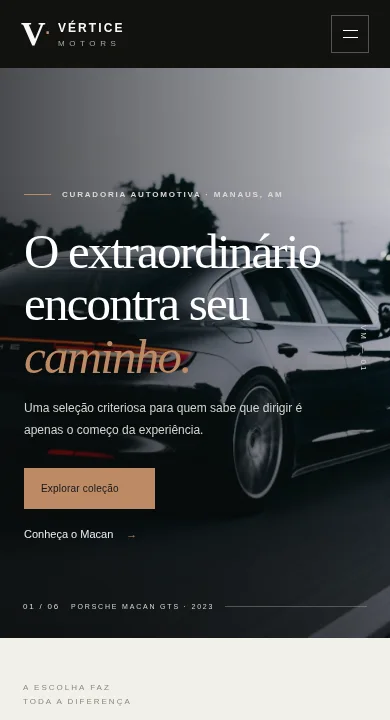 V.
VÉRTICE
MOTORS
CURADORIA AUTOMOTIVA · MANAUS, AM
O extraordinário
encontra seu
caminho.
Uma seleção criteriosa para quem sabe que dirigir é
apenas o começo da experiência.
Explorar coleção
Conheça o Macan →
01 / 06 PORSCHE MACAN GTS · 2023
A ESCOLHA FAZ
TODA A DIFERENÇA